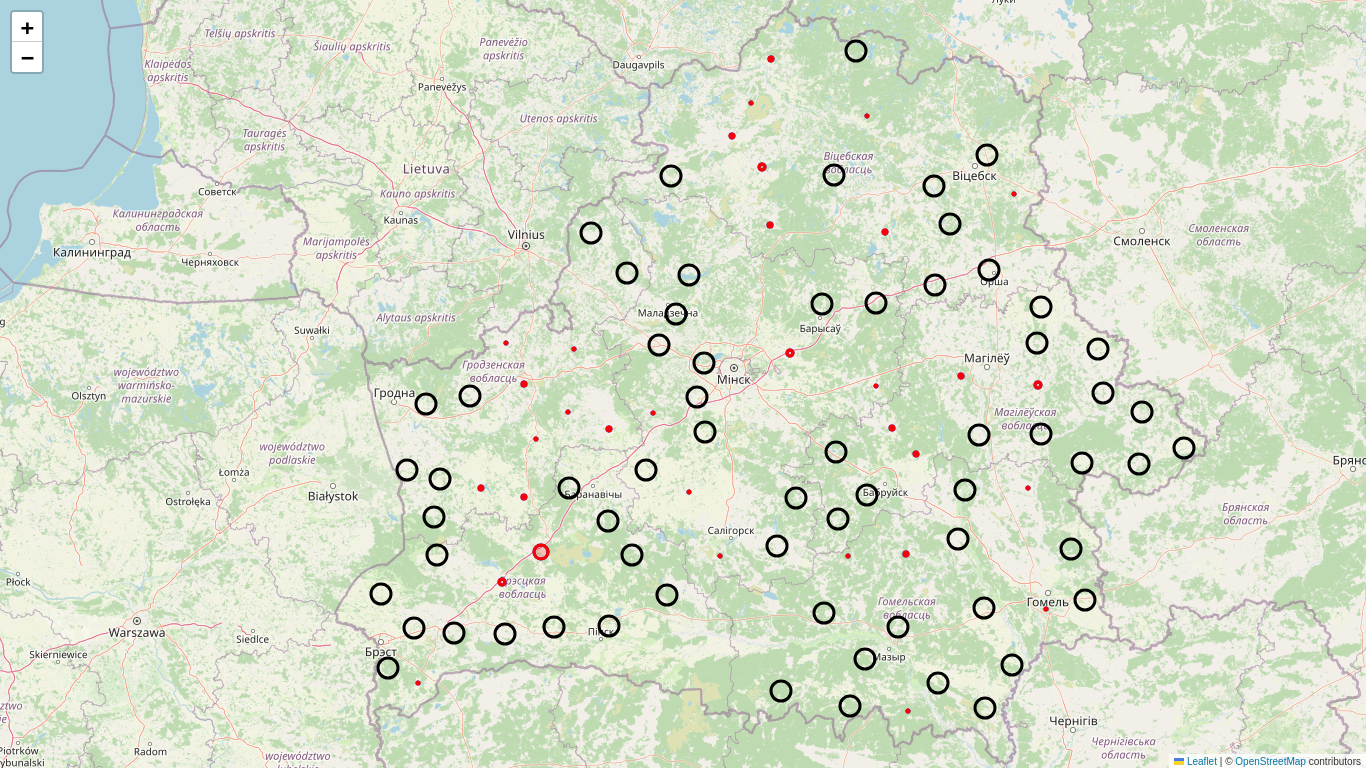 +
−
Луки
Telšių apskritis
Šiaulių apskritis
Panevėžio
apskritis
Klaipėdos
apskritis
Daugavpils
Panevėžys
Utenos apskritis
Tauragės
apskritis
Віцебская
вобласць
Lietuva
Віцебск
Советск
Kauno apskritis
Калининградская
область
Kaunas
Vilnius
Marijampolės
apskritis
Калининград
Черняховск
Смоленск
Смоленская
область
Орша
Alytaus apskritis
Маладзечна
Suwałki
Барысаў
Магілёў
Гродзенская
вобласць
Мінск
województwo
warmińsko-
mazurskie
Olsztyn
Гродна
Магілёўская
вобласць
województwo
podlaskie
Łomża
Брянс
Białystok
Баранавічы
Бабруйск
Ostrołęka
Брянская
область
Салігорск
Płock
Брэсцкая
вобласць
Гомельская
вобласць
Гомель
Warszawa
Siedlce
Пінск
Skierniewice
Брэст
Мазыр
Чернігів
Radom
Piotrków
województwo
Чернігівська
область
Leaflet | © OpenStreetMap contributors